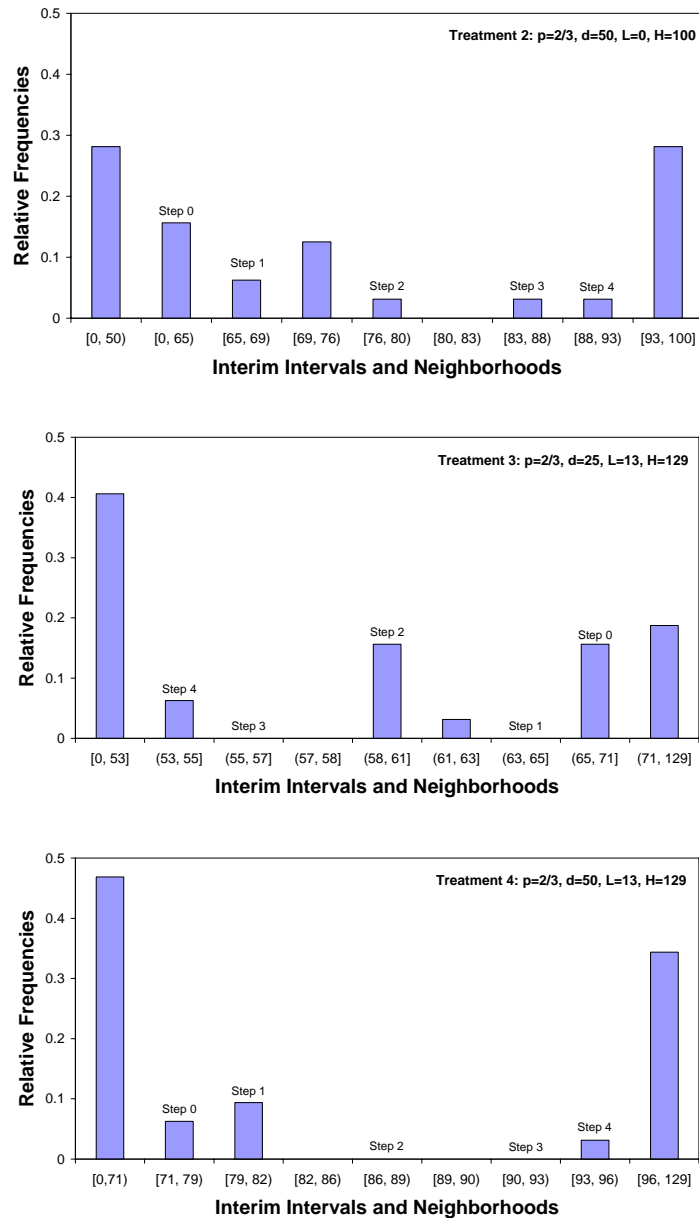 Treatment 2: p=2/3, d=50, L=0, H=100
Relative Frequencies
0.5
0.4
0.3
0.2
0.1
0
Step 0
Step 1
Step 2
Step 3
Step 4
[0, 50) [0, 65) [65, 69) [69, 76) [76, 80) [80, 83) [83, 88) [88, 93) [93, 100]
Interim Intervals and Neighborhoods
Treatment 3: p=2/3, d=25, L=13, H=129
Relative Frequencies
0.5
0.4
0.3
0.2
0.1
0
Step 4
Step 3
Step 2
Step 1
Step 0
[0, 53] (53, 55] (55, 57] (57, 58] (58, 61] (61, 63] (63, 65] (65, 71] (71, 129]
Interim Intervals and Neighborhoods
Treatment 4: p=2/3, d=50, L=13, H=129
Relative Frequencies
0.5
0.4
0.3
0.2
0.1
0
Step 0
Step 1
Step 2
Step 3
Step 4
[0,71) [71, 79) [79, 82) [82, 86) [86, 89) [89, 90) [90, 93) [93, 96) [96, 129]
Interim Intervals and Neighborhoods